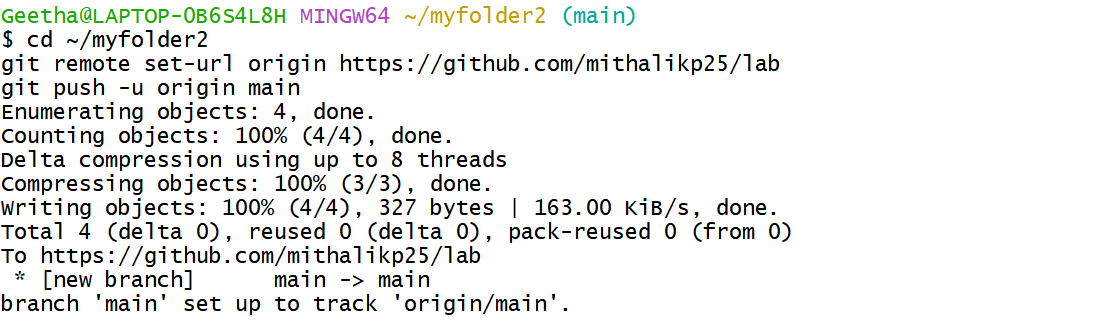 Geetha@LAPTOP-0B6S4L8H MINGW64 ~/myfolder2 (main)
$ cd ~/myfolder2
git remote set-url origin https://github.com/mithalikp25/lab
git push -u origin main
Enumerating objects: 4, done.
Counting objects: 100% (4/4), done.
Delta compression using up to 8 threads
Compressing objects: 100% (3/3), done.
Writing objects: 100% (4/4), 327 bytes | 163.00 KiB/s, done.
Total 4 (delta 0), reused 0 (delta 0), pack-reused 0 (from 0)
To https://github.com/mithalikp25/lab
 * [new branch]      main -> main
branch 'main' set up to track 'origin/main'.